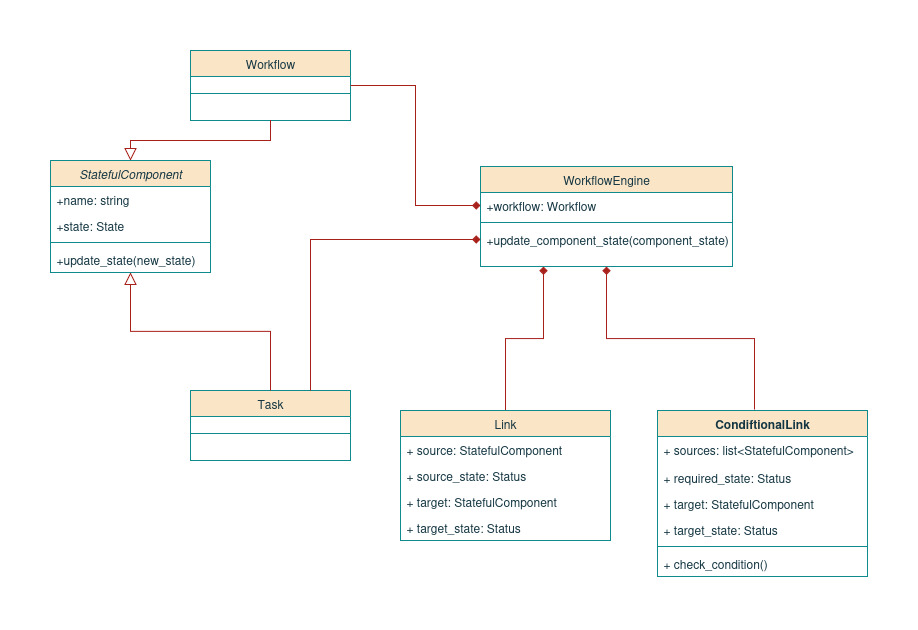 Workflow
StatefulComponent
+name: string
+state: State
+update_state(new_state)
WorkflowEngine
+workflow: Workflow
+update_component_state(component_state)
Task
Link
+ source: StatefulComponent
+ source_state: Status
+ target: StatefulComponent
+ target_state: Status
CondiftionalLink
+ sources: list<StatefulComponent>
+ required_state: Status
+ target: StatefulComponent
+ target_state: Status
+ check_condition()